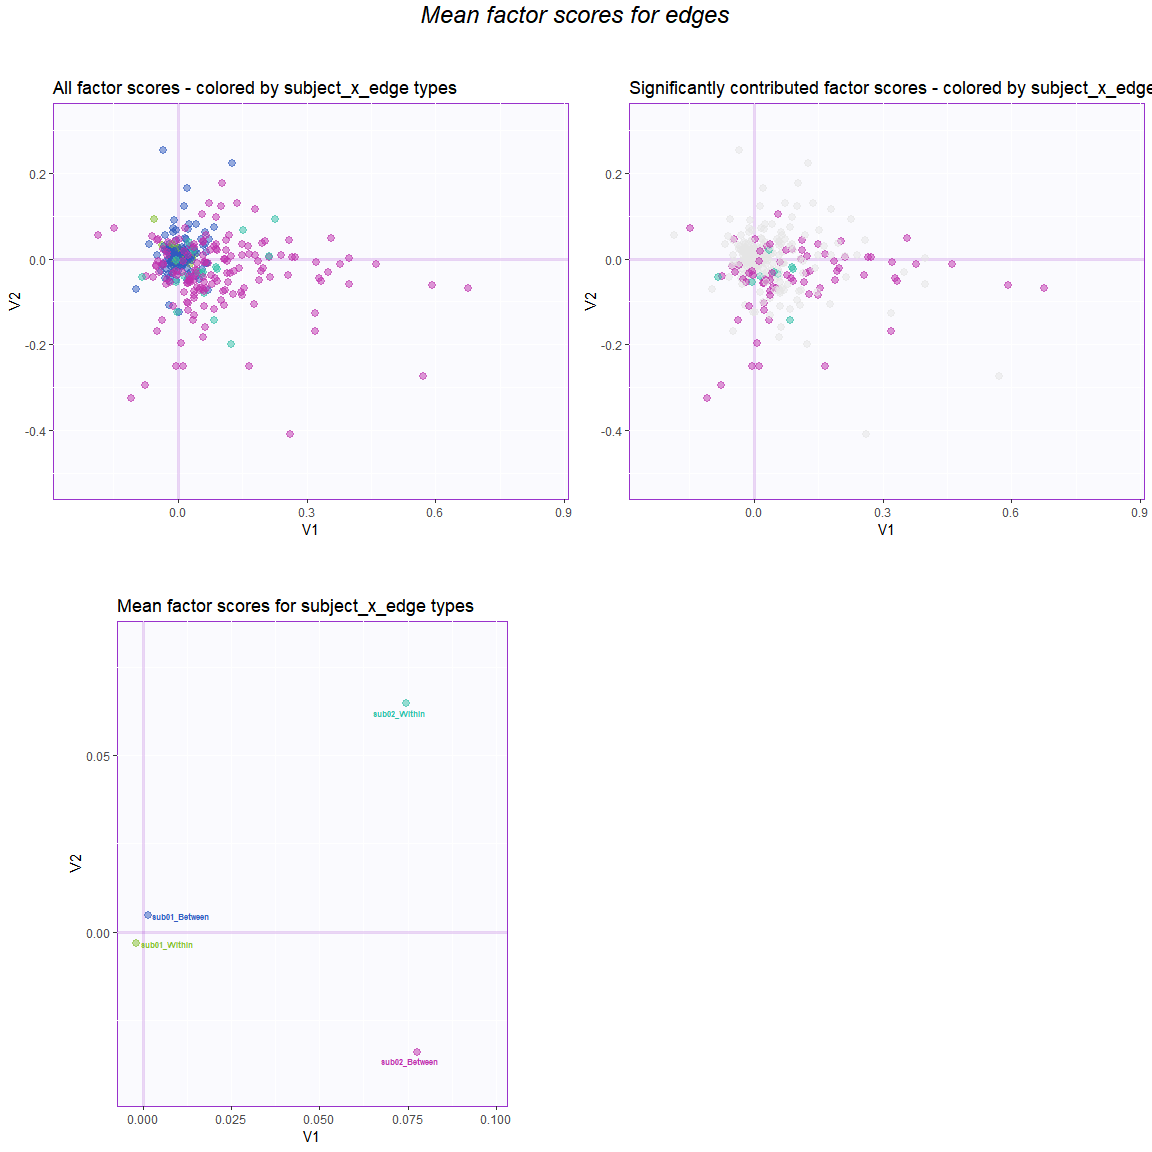 Mean factor scores for edges
All factor scores - colored by subject_x_edge types
0.2
0.0
-0.2
-0.4
V2
0.0
0.3
0.6
0.9
V1
Significantly contributed factor scores - colored by subject_x_edge
0.2
0.0
-0.2
-0.4
V2
0.0
0.3
0.6
0.9
V1
Mean factor scores for subject_x_edge types
sub02_Within
0.05
V2
sub01_Between
0.00
sub01_Within
sub02_Between
0.000
0.025
0.050
0.075
0.100
V1